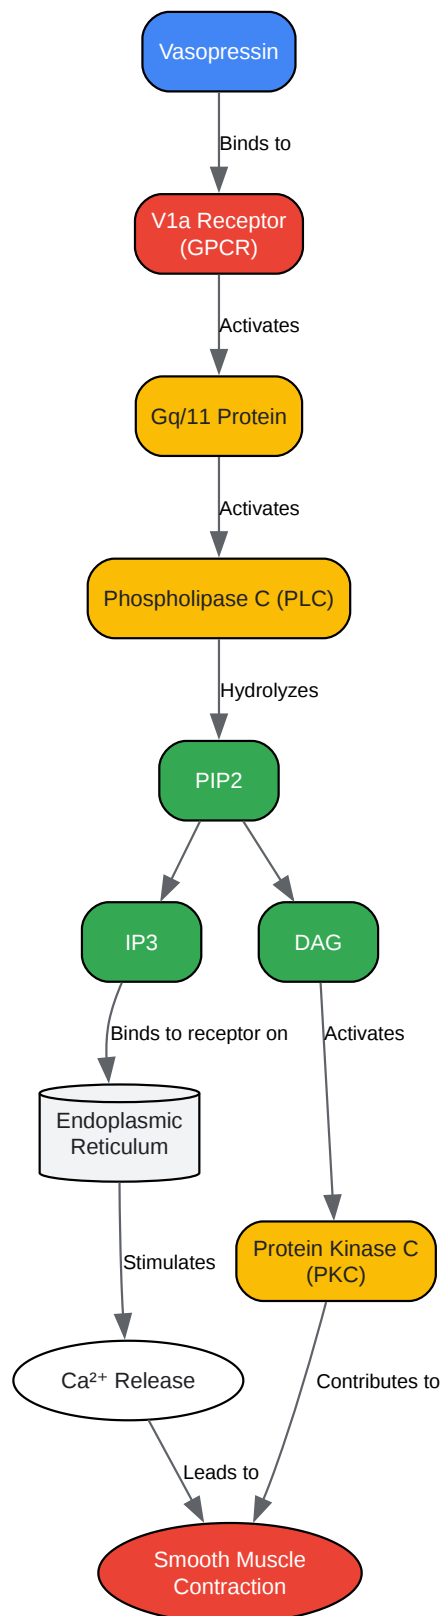 Vasopressin
Binds to
V1a Receptor
(GPCR)
Activates
Gq/11 Protein
Activates
Phospholipase C (PLC)
Hydrolyzes
PIP2
IP3
DAG
Binds to receptor on
Activates
Endoplasmic
Reticulum
Protein Kinase C
(PKC)
Stimulates
Ca²⁺ Release
Contributes to
Leads to
Smooth Muscle
Contraction